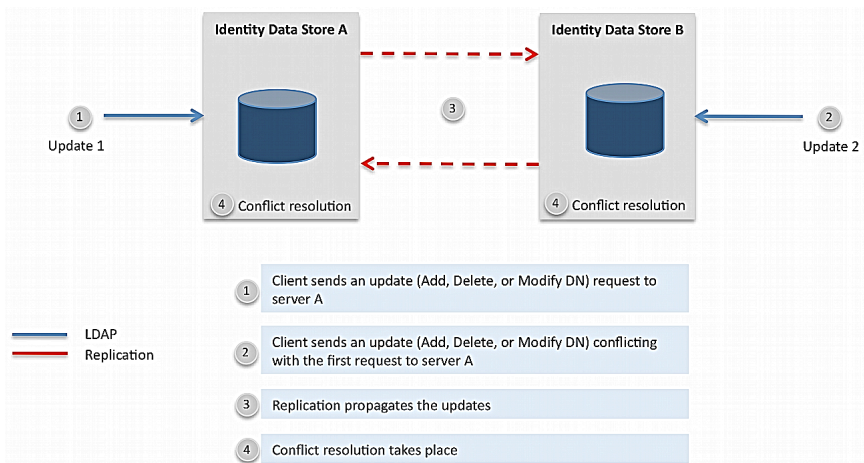 Identity Data Store A
Identity Data Store B
1
Update 1
3
2
Update 2
4 Conflict resolution
4 Conflict resolution
1 Client sends an update (Add, Delete, or Modify DN) request to
server A
LDAP
Replication
2 Client sends an update (Add, Delete, or Modify DN) conflicting
with the first request to server A
3 Replication propagates the updates
4 Conflict resolution takes place